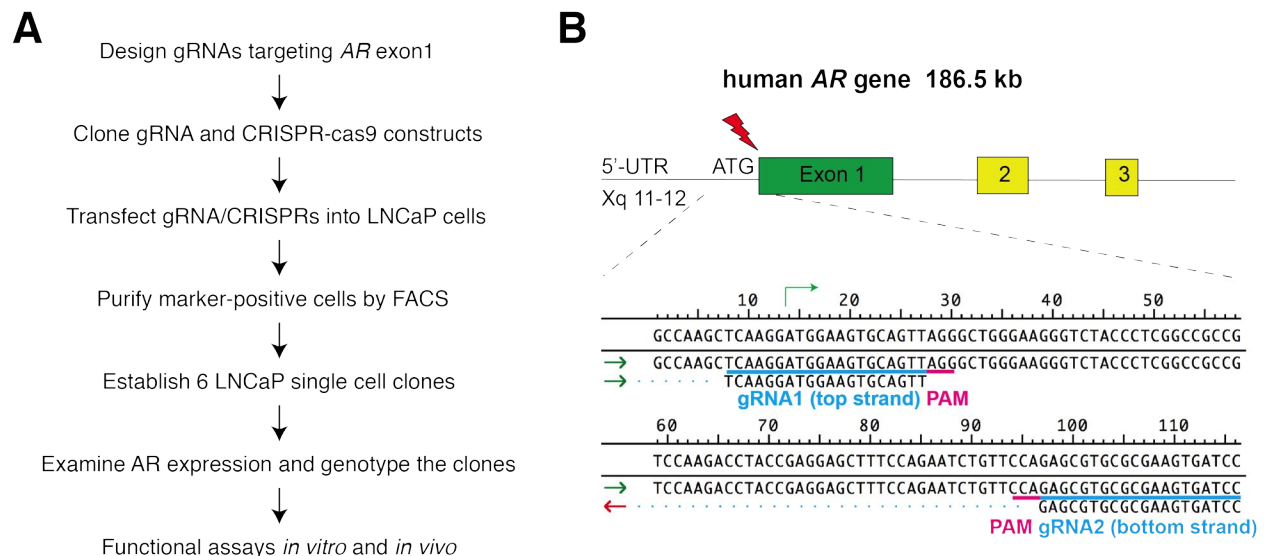 A
Design gRNAs targeting AR exon1
Clone gRNA and CRISPR-cas9 constructs
Transfect gRNA/CRISPRs into LNCaP cells
Purify marker-positive cells by FACS
Establish 6 LNCaP single cell clones
Examine AR expression and genotype the clones
Functional assays in vitro and in vivo
B
human AR gene 186.5 kb
5'-UTR ATG Exon 1 2 3
Xq 11-12
10 20 30 40 50
GCCAAGCTCAAGGATGGAAGTGCAGTTAGGGCTGGGAAGGGTCTACCCTCGGCCGCCG
GCCAAGCTCAAGGATGGAAGTGCAGTTAGGGCTGGGAAGGGTCTACCCTCGGCCGCCG
TCAAGGATGGAAGTGCAGTT
gRNA1 (top strand) PAM
60 70 80 90 100 110
TCCAAGACCTACCGAGGAGCTTTCCAGAATCTGTTCCAGAGCGTGCGCGAAGTGATCC
TCCAAGACCTACCGAGGAGCTTTCCAGAATCTGTTCCAGAGCGTGCGCGAAGTGATCC
GAGCGTGCGCGAAGTGATCC
PAM gRNA2 (bottom strand)